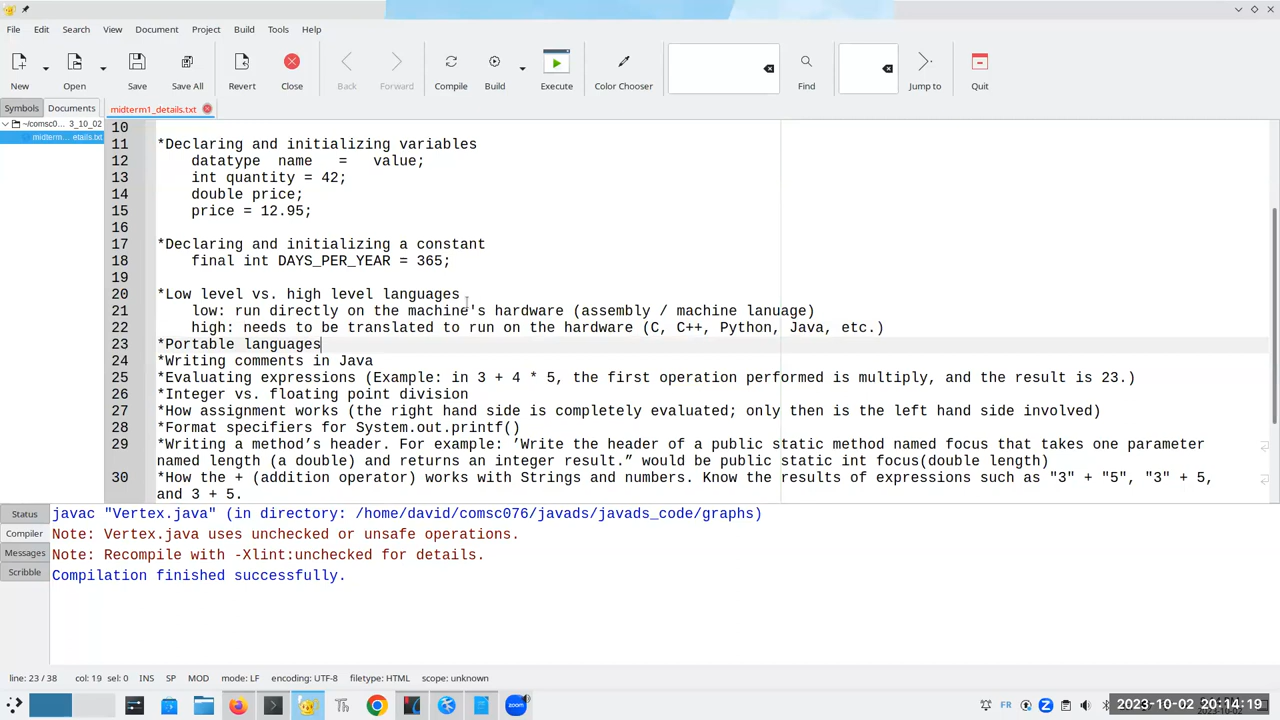 File Edit Search View Document Project Build Tools Help
New Open Save Save All Revert Close Back Forward Compile Build Execute Color Chooser Find Jump to Quit
Symbols Documents midterm1_details.txt
~/comsc0... 3_10_02
midterm... etails.txt
10
11 *Declaring and initializing variables
12 datatype name = value;
13 int quantity = 42;
14 double price;
15 price = 12.95;
16
17 *Declaring and initializing a constant
18 final int DAYS_PER_YEAR = 365;
19
20 *Low level vs. high level languages
21 low: run directly on the machine's hardware (assembly / machine lanuage)
22 high: needs to be translated to run on the hardware (C, C++, Python, Java, etc.)
23 *Portable languages
24 *Writing comments in Java
25 *Evaluating expressions (Example: in 3 + 4 * 5, the first operation performed is multiply, and the result is 23.)
26 *Integer vs. floating point division
27 *How assignment works (the right hand side is completely evaluated; only then is the left hand side involved)
28 *Format specifiers for System.out.printf()
29 *Writing a method’s header. For example: ’Write the header of a public static method named focus that takes one parameter
named length (a double) and returns an integer result.” would be public static int focus(double length)
30 *How the + (addition operator) works with Strings and numbers. Know the results of expressions such as "3" + "5", "3" + 5,
and 3 + 5.
Status
Compiler
Messages
Scribble
javac "Vertex.java" (in directory: /home/david/comsc076/javads/javads_code/graphs)
Note: Vertex.java uses unchecked or unsafe operations.
Note: Recompile with -Xlint:unchecked for details.
Compilation finished successfully.
line: 23 / 38 col: 19 INS SP MOD mode: LF encoding: UTF-8 filetype: HTML scope: unknown
Th zoom FR 2023-10-02 20:14:19